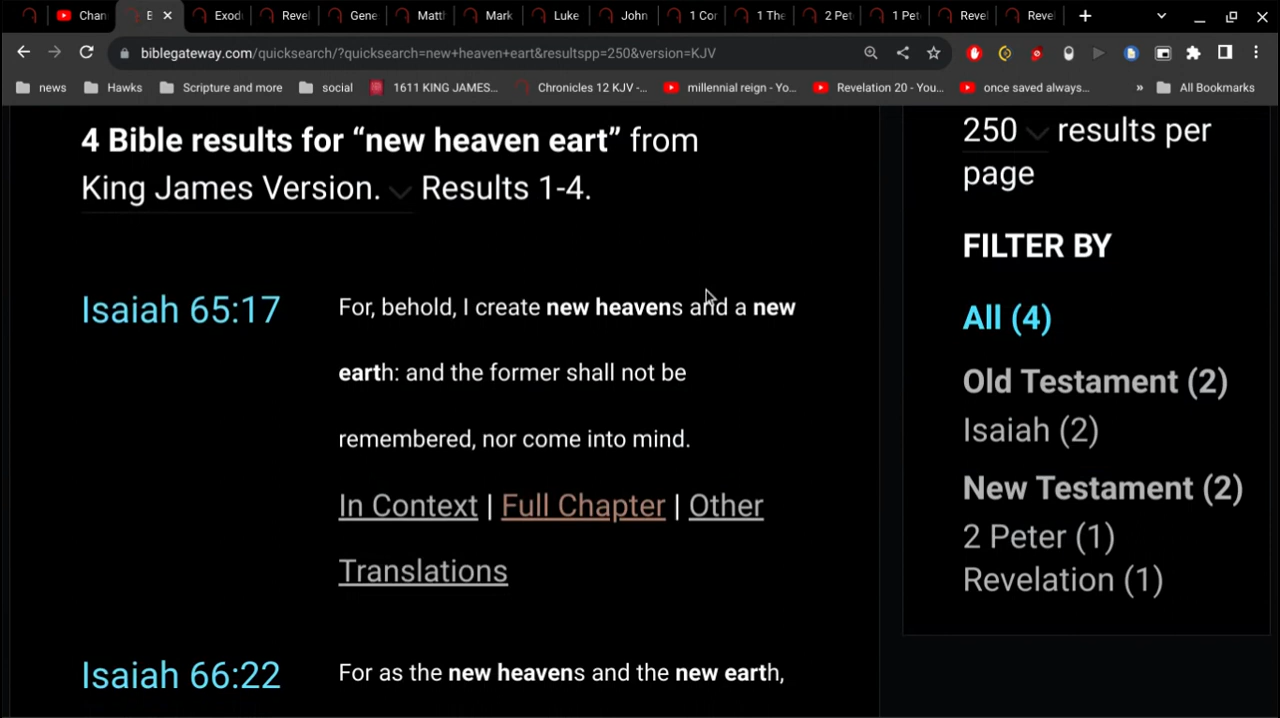 Chan
B
Exod
Revel
Gene
Matt
Mark
Luke
John
1 Cor
1 The
2 Pet
1 Pet
Revel
Revel
biblegateway.com/quicksearch/?quicksearch=new+heaven+eart&resultspp=250&version=KJV
news
Hawks
Scripture and more
social
1611 KING JAMES...
Chronicles 12 KJV -...
millennial reign - Yo...
Revelation 20 - You...
once saved always...
»
All Bookmarks
4 Bible results for “new heaven eart” from
King James Version. Results 1-4.
Isaiah 65:17
For, behold, I create new heavens and a new
earth: and the former shall not be
remembered, nor come into mind.
In Context | Full Chapter | Other
Translations
Isaiah 66:22
For as the new heavens and the new earth,
250 results per
page
FILTER BY
All (4)
Old Testament (2)
Isaiah (2)
New Testament (2)
2 Peter (1)
Revelation (1)